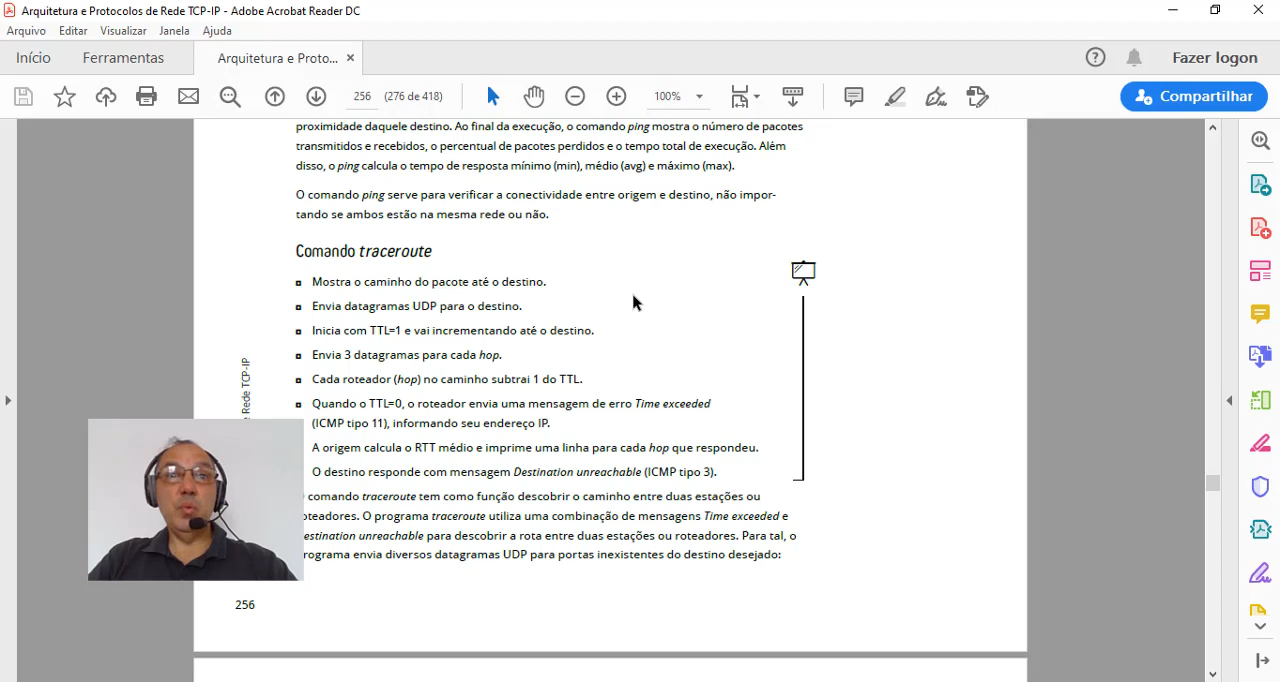 Arquitetura e Protocolos de Rede TCP-IP - Adobe Acrobat Reader DC
Arquivo Editar Visualizar Janela Ajuda
Início Ferramentas Arquitetura e Proto... × Fazer logon
256 (276 de 418) 100% Compartilhar
proximidade daquele destino. Ao final da execução, o comando ping mostra o número de pacotes
transmitidos e recebidos, o percentual de pacotes perdidos e o tempo total de execução. Além
disso, o ping calcula o tempo de resposta mínimo (min), médio (avg) e máximo (max).
O comando ping serve para verificar a conectividade entre origem e destino, não impor-
tando se ambos estão na mesma rede ou não.
Comando traceroute
Mostra o caminho do pacote até o destino.
Envia datagramas UDP para o destino.
Inicia com TTL=1 e vai incrementando até o destino.
Envia 3 datagramas para cada hop.
Cada roteador (hop) no caminho subtrai 1 do TTL.
Quando o TTL=0, o roteador envia uma mensagem de erro Time exceeded
(ICMP tipo 11), informando seu endereço IP.
A origem calcula o RTT médio e imprime uma linha para cada hop que respondeu.
O destino responde com mensagem Destination unreachable (ICMP tipo 3).
comando traceroute tem como função descobrir o caminho entre duas estações ou
roteadores. O programa traceroute utiliza uma combinação de mensagens Time exceeded e
estination unreachable para descobrir a rota entre duas estações ou roteadores. Para tal, o
rograma envia diversos datagramas UDP para portas inexistentes do destino desejado:
e Rede TCP-IP
256